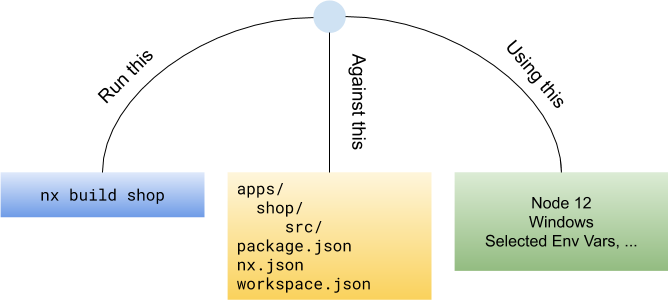 Run this
Against this
Using this
nx build shop
apps/
shop/
src/
package.json
nx.json
workspace.json
Node 12
Windows
Selected Env Vars, ...